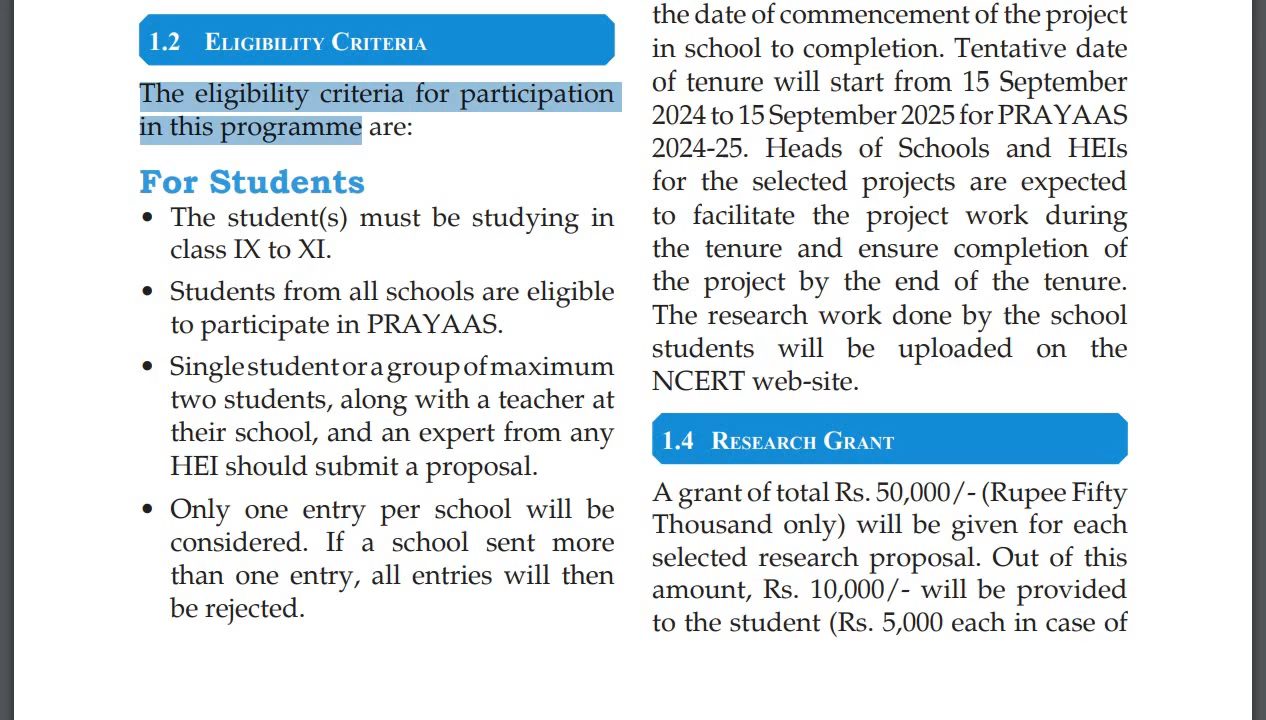 1.2 Eligibility Criteria
The eligibility criteria for participation
in this programme are:
For Students
• The student(s) must be studying in
class IX to XI.
• Students from all schools are eligible
to participate in PRAYAAS.
• Single student or a group of maximum
two students, along with a teacher at
their school, and an expert from any
HEI should submit a proposal.
• Only one entry per school will be
considered. If a school sent more
than one entry, all entries will then
be rejected.
the date of commencement of the project
in school to completion. Tentative date
of tenure will start from 15 September
2024 to 15 September 2025 for PRAYAAS
2024-25. Heads of Schools and HEIs
for the selected projects are expected
to facilitate the project work during
the tenure and ensure completion of
the project by the end of the tenure.
The research work done by the school
students will be uploaded on the
NCERT web-site.
1.4 Research Grant
A grant of total Rs. 50,000/- (Rupee Fifty
Thousand only) will be given for each
selected research proposal. Out of this
amount, Rs. 10,000/- will be provided
to the student (Rs. 5,000 each in case of